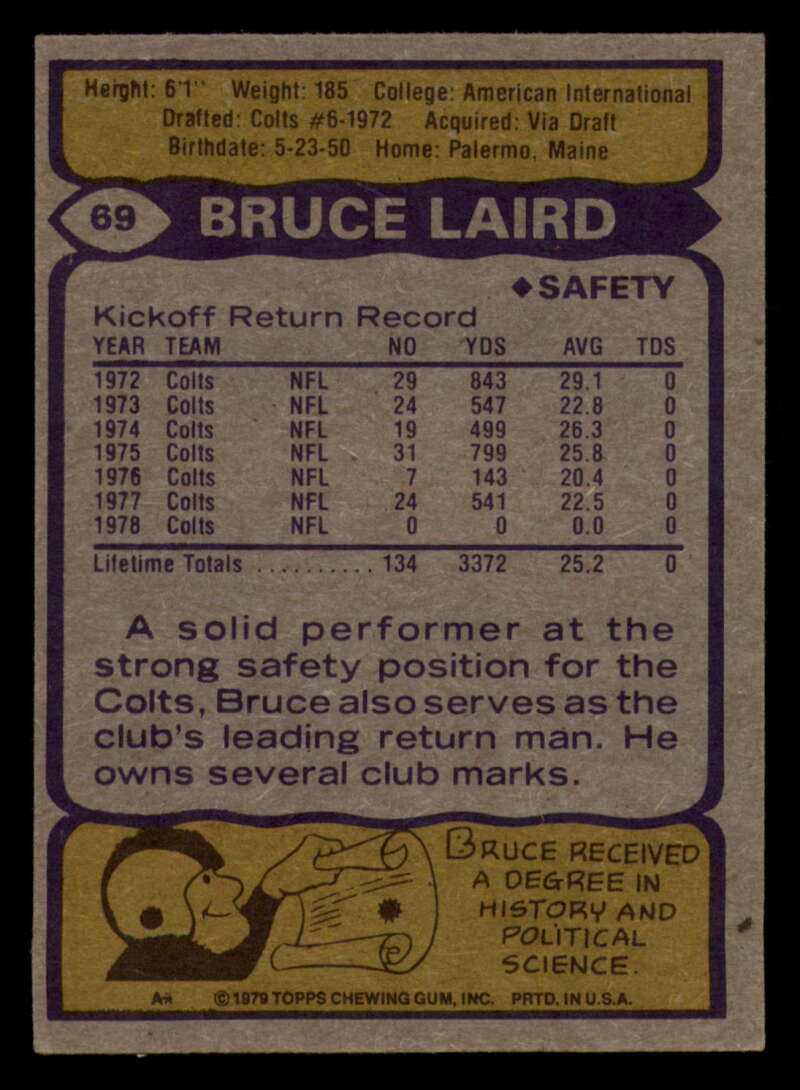 Height: 6'1" Weight: 185 College: American International
Drafted: Colts #6-1972 Acquired: Via Draft
Birthdate: 5-23-50 Home: Palermo, Maine
69 BRUCE LAIRD
◆SAFETY
Kickoff Return Record
YEAR TEAM NO YDS AVG TDS
1972 Colts NFL 29 843 29.1 0
1973 Colts NFL 24 547 22.8 0
1974 Colts NFL 19 499 26.3 0
1975 Colts NFL 31 799 25.8 0
1976 Colts NFL 7 143 20.4 0
1977 Colts NFL 24 541 22.5 0
1978 Colts NFL 0 0 0.0 0
Lifetime Totals .......... 134 3372 25.2 0
A solid performer at the
strong safety position for the
Colts, Bruce also serves as the
club's leading return man. He
owns several club marks.
BRUCE RECEIVED
A DEGREE IN
HISTORY AND
POLITICAL
SCIENCE.
A* © 1979 TOPPS CHEWING GUM, INC. PRTD. IN U.S.A.